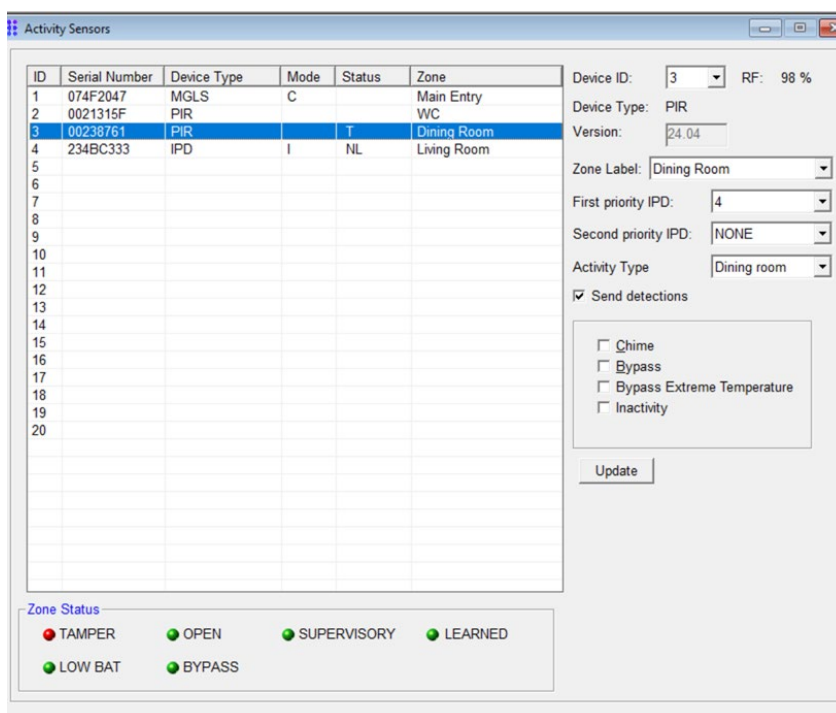 Activity Sensors
ID Serial Number Device Type Mode Status Zone
1 074F2047 MGLS C Main Entry
2 0021315F PIR WC
3 00238761 PIR T Dining Room
4 234BC333 IPD I NL Living Room
5
6
7
8
9
10
11
12
13
14
15
16
17
18
19
20
Device ID: 3 RF: 98 %
Device Type: PIR
Version: 24.04
Zone Label: Dining Room
First priority IPD: 4
Second priority IPD: NONE
Activity Type Dining room
Send detections
Chime
Bypass
Bypass Extreme Temperature
Inactivity
Update
Zone Status
TAMPER OPEN SUPERVISORY LEARNED
LOW BAT BYPASS